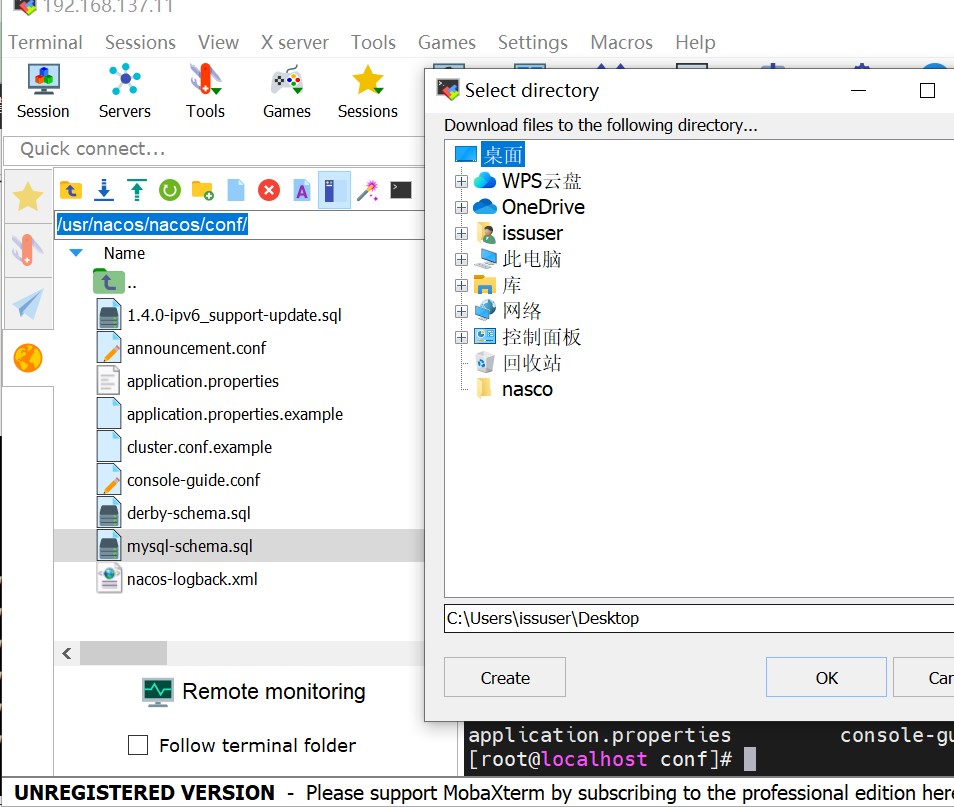 192.168.137.11
Terminal Sessions View X server Tools Games Settings Macros Help
Session Servers Tools Games Sessions
Quick connect...
/usr/nacos/nacos/conf/
Name
..
1.4.0-ipv6_support-update.sql
announcement.conf
application.properties
application.properties.example
cluster.conf.example
console-guide.conf
derby-schema.sql
mysql-schema.sql
nacos-logback.xml
Remote monitoring
Follow terminal folder
Select directory
Download files to the following directory...
桌面
WPS云盘
OneDrive
issuser
此电脑
库
网络
控制面板
回收站
nasco
C:\Users\issuser\Desktop
Create OK Can
application.properties console-gu
[root@localhost conf]#
UNREGISTERED VERSION - Please support MobaXterm by subscribing to the professional edition here